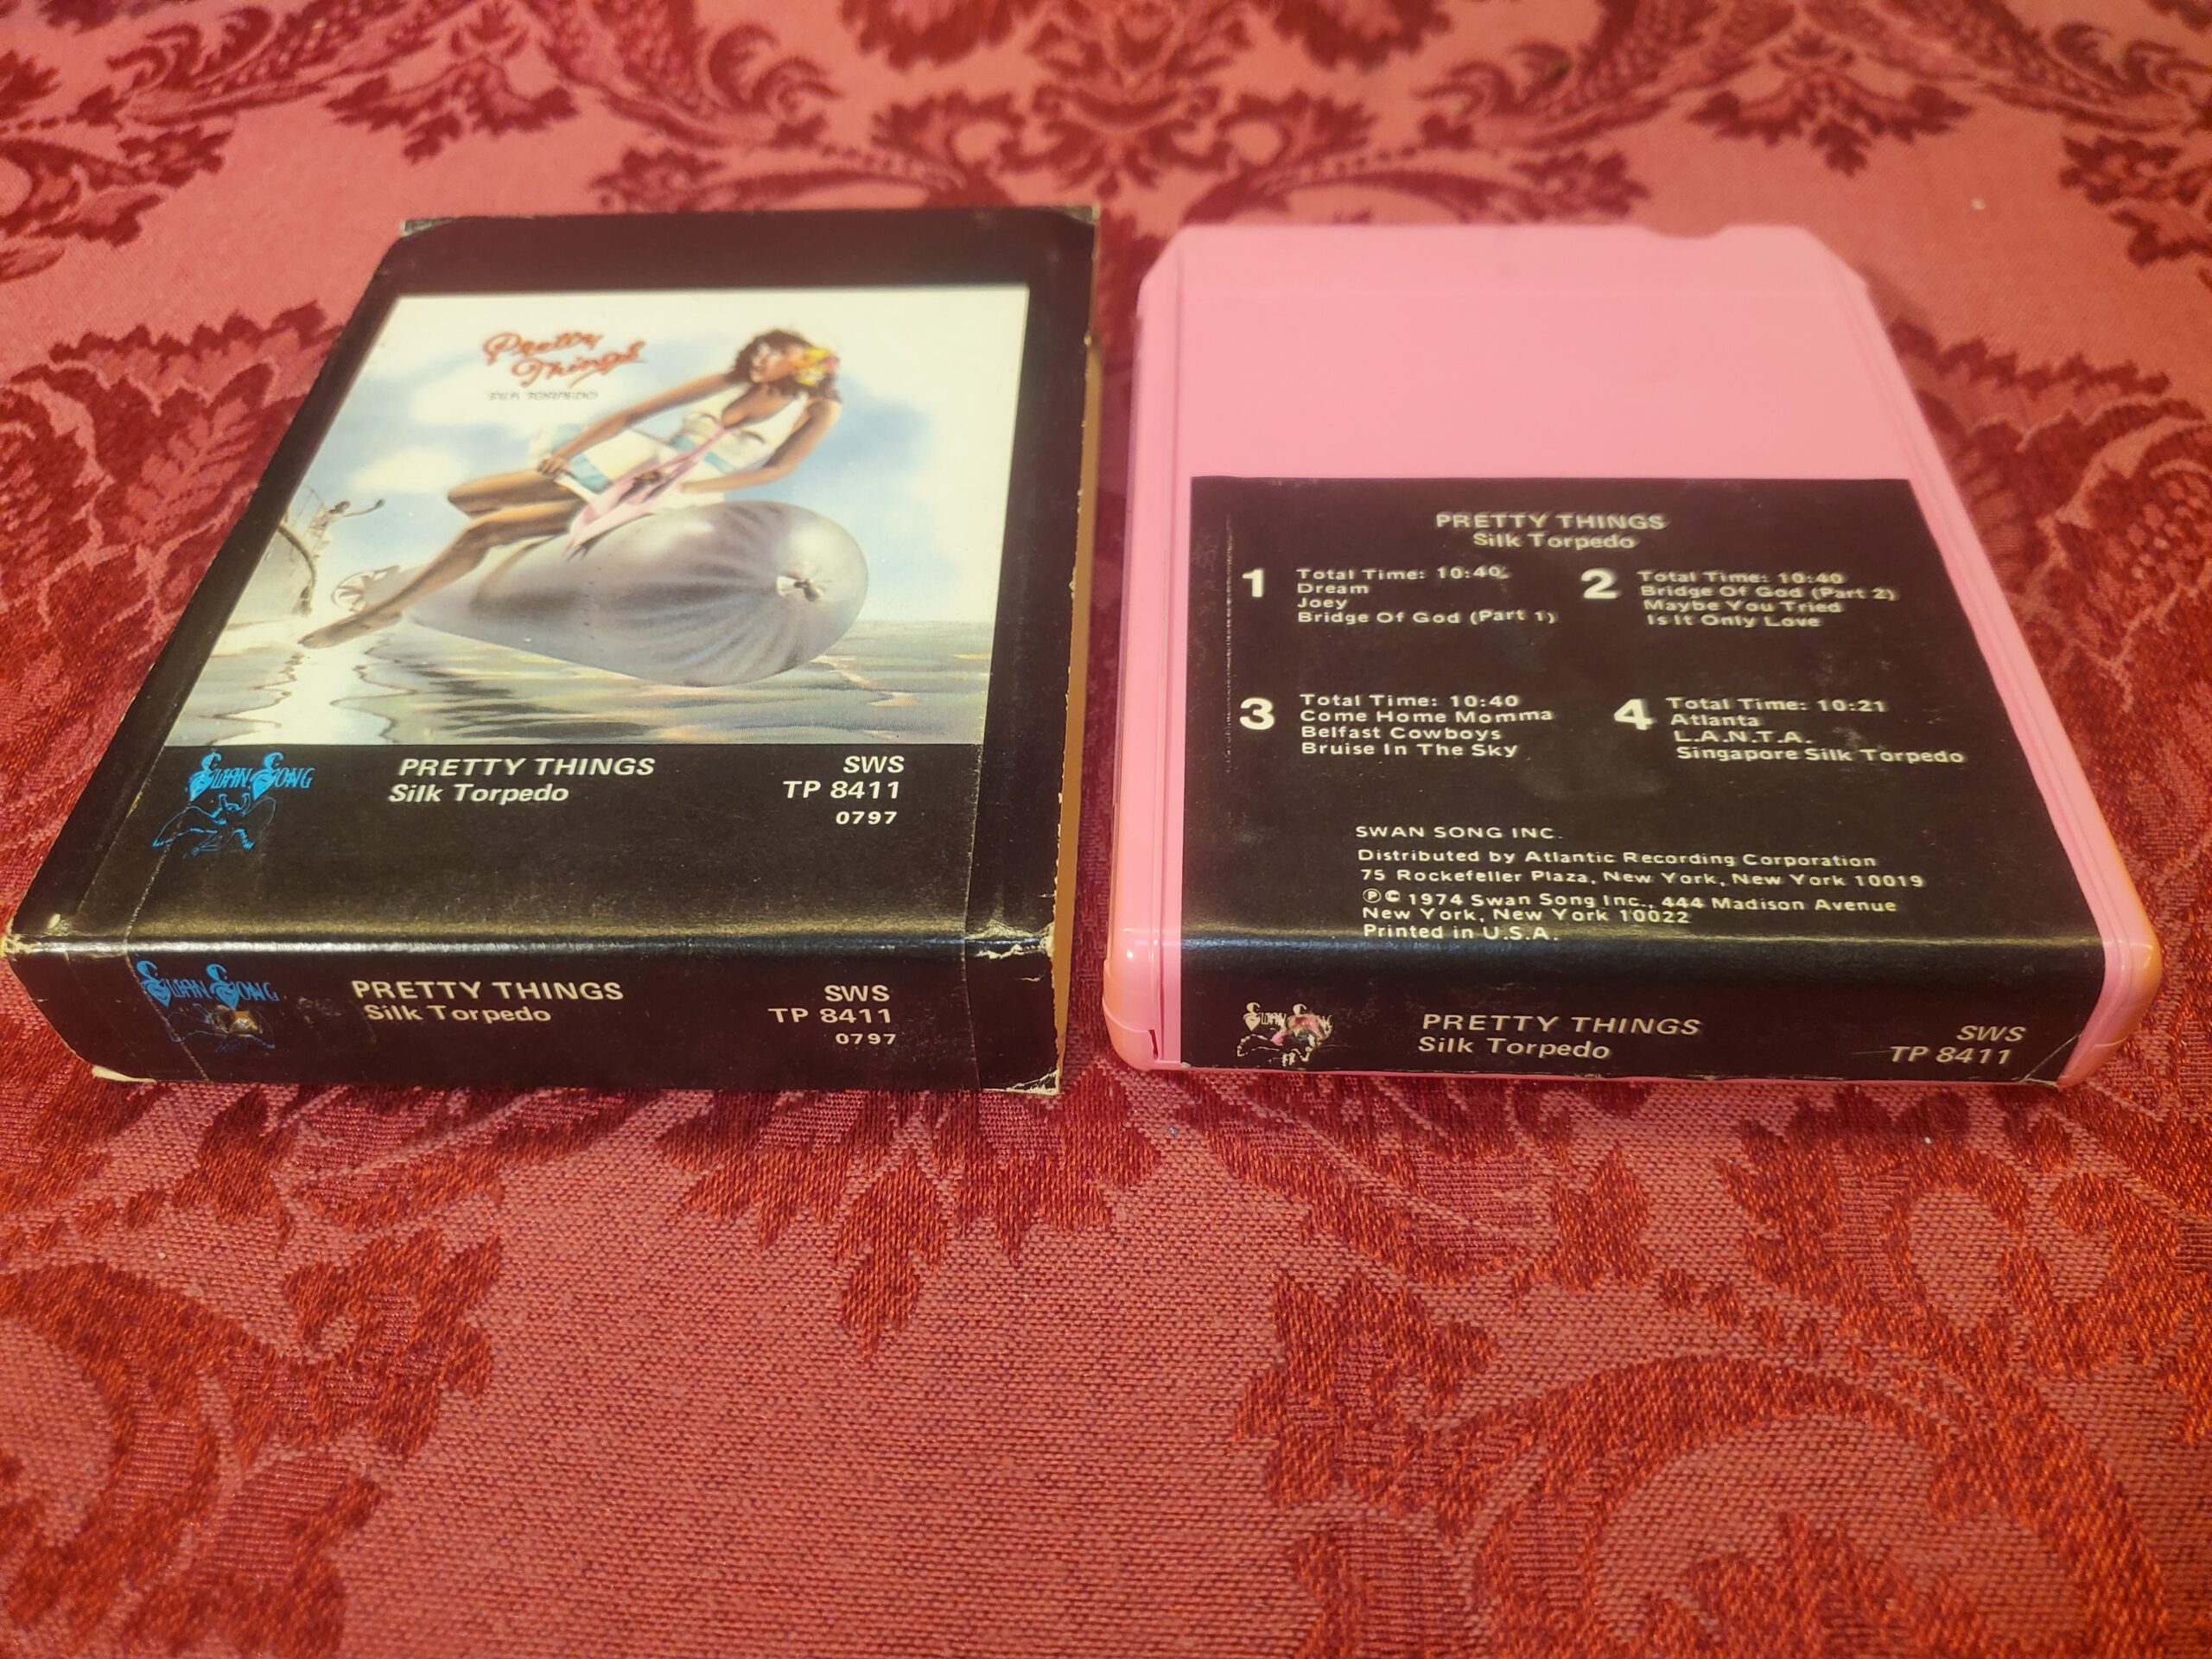 Pretty
Things
SILK TORPEDO
Swan Song
PRETTY THINGS
Silk Torpedo
SWS
TP 8411
0797
Swan Song
PRETTY THINGS
Silk Torpedo
SWS
TP 8411
0797
PRETTY THINGS
Silk Torpedo
1
Total Time: 10:40
Dream
Joey
Bridge Of God (Part 1)
2
Total Time: 10:40
Bridge Of God (Part 2)
Maybe You Tried
Is It Only Love
3
Total Time: 10:40
Come Home Momma
Belfast Cowboys
Bruise In The Sky
4
Total Time: 10:21
Atlanta
L.A.N.T.A.
Singapore Silk Torpedo
SWAN SONG INC.
Distributed by Atlantic Recording Corporation
75 Rockefeller Plaza, New York, New York 10019
℗© 1974 Swan Song Inc., 444 Madison Avenue
New York, New York 10022
Printed in U.S.A.
Swan Song
PRETTY THINGS
Silk Torpedo
SWS
TP 8411